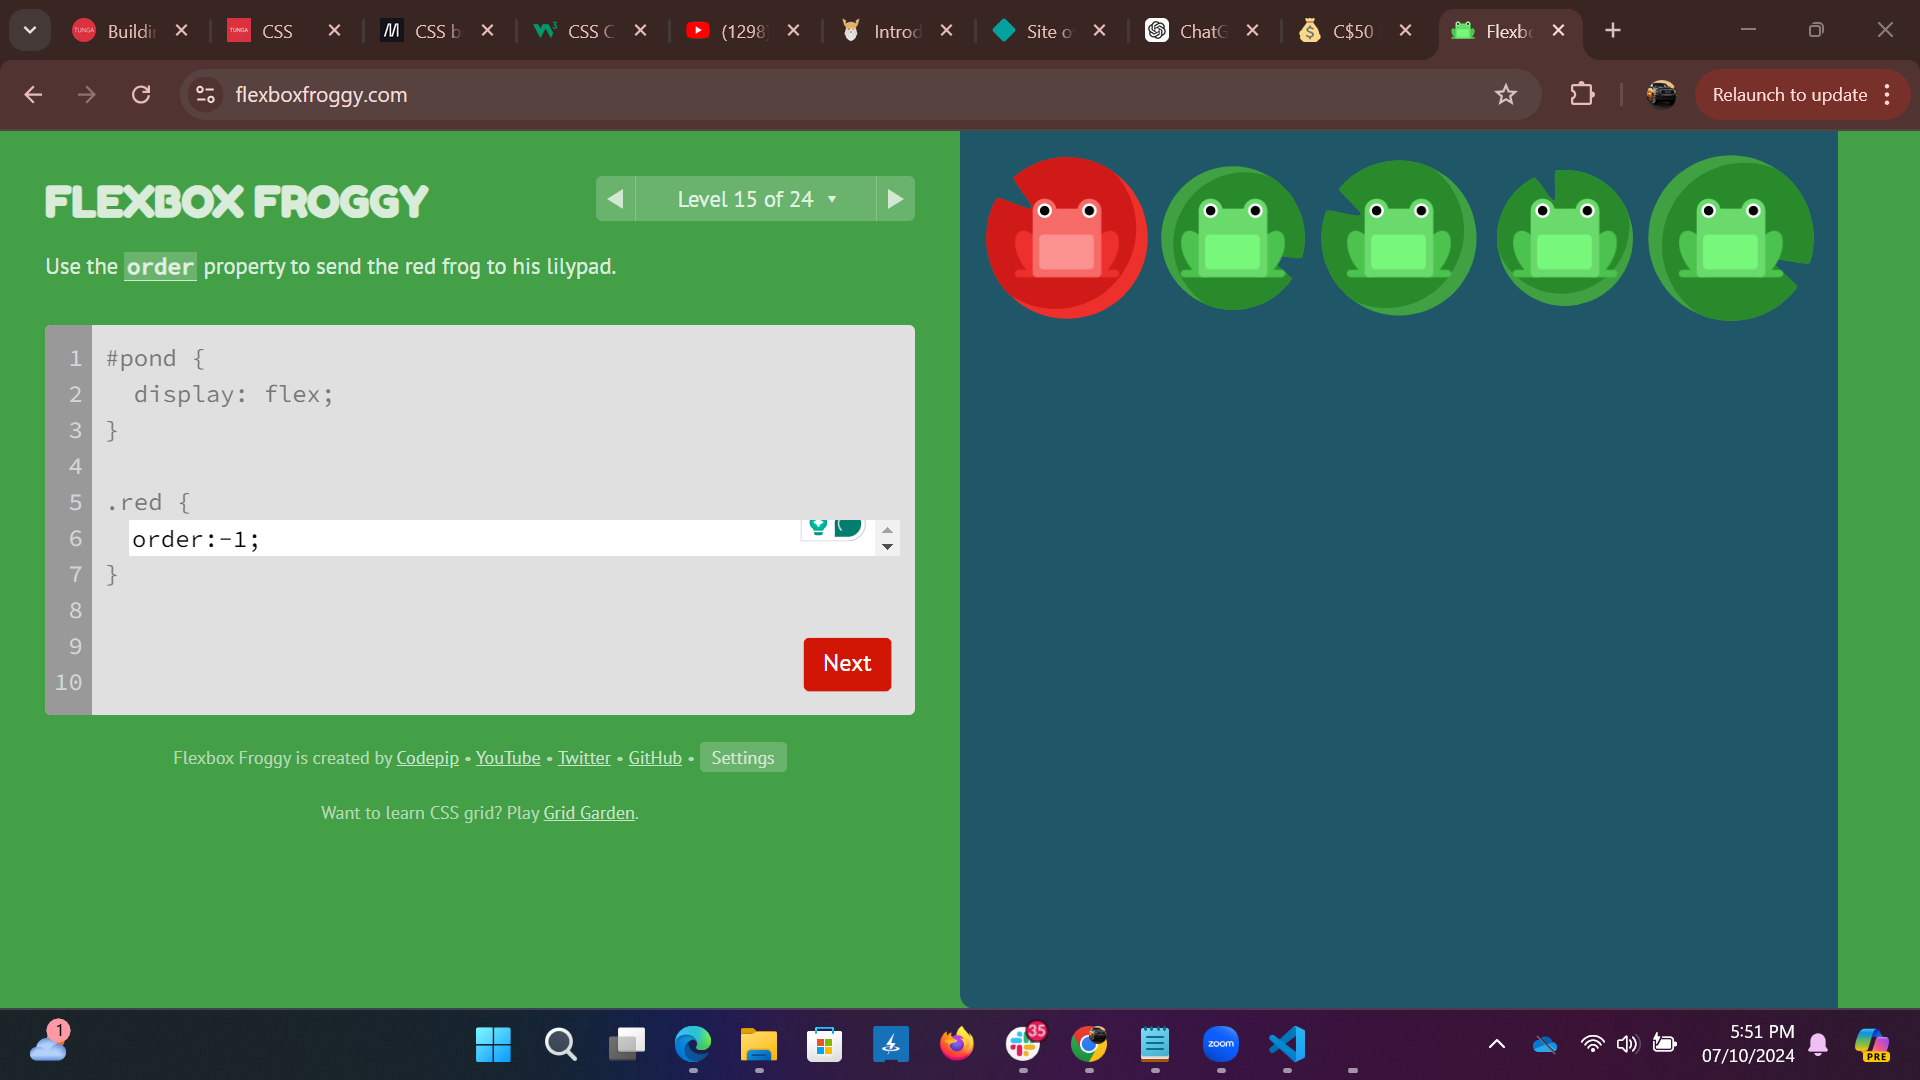 Buildin
TUNGA
CSS
CSS b
CSS C
(1298)
Introd
Site o
ChatG
C$50
Flexbo
flexboxfroggy.com
Relaunch to update
FLEXBOX FROGGY
Level 15 of 24
Use the order property to send the red frog to his lilypad.
1 #pond {
2 display: flex;
3 }
4
5 .red {
6 order:-1;
7 }
8
9
10
Next
Flexbox Froggy is created by Codepip • YouTube • Twitter • GitHub • Settings
Want to learn CSS grid? Play Grid Garden.
1
35
zoom
5:51 PM
07/10/2024
PRE